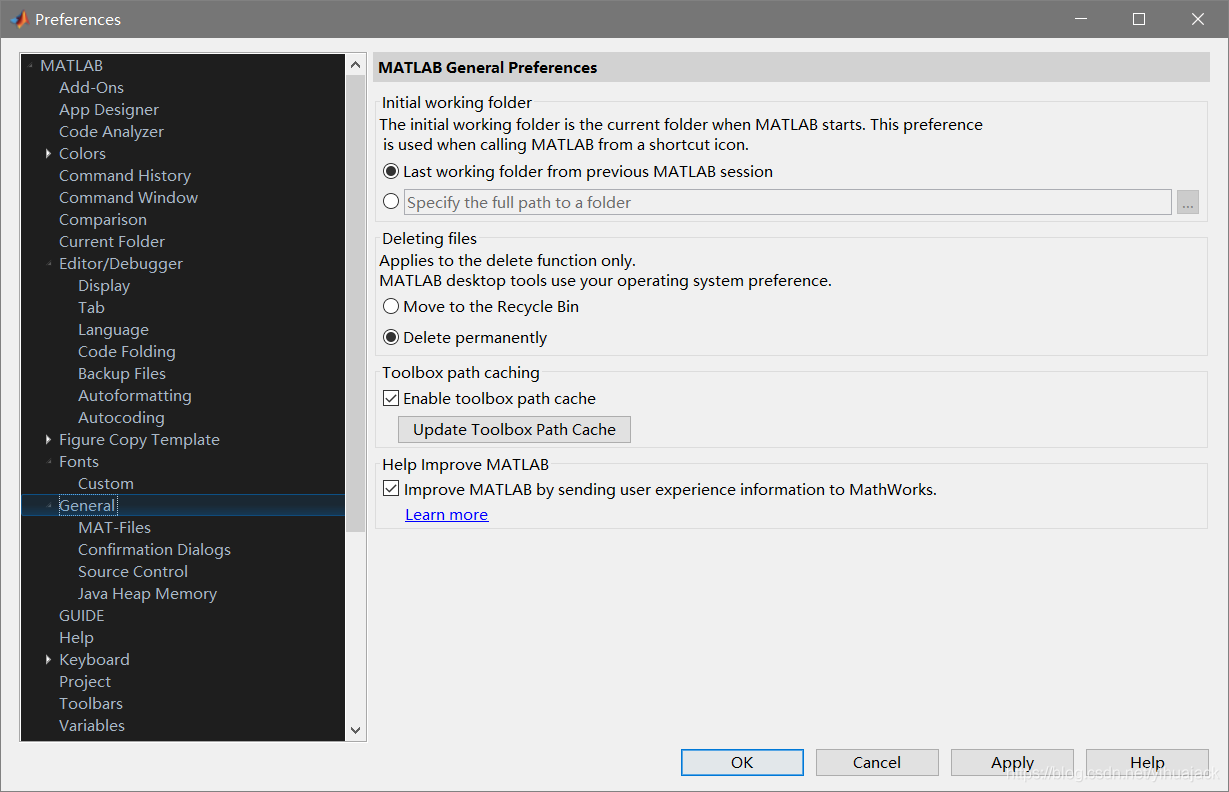 Preferences
MATLAB
Add-Ons
App Designer
Code Analyzer
Colors
Command History
Command Window
Comparison
Current Folder
Editor/Debugger
Display
Tab
Language
Code Folding
Backup Files
Autoformatting
Autocoding
Figure Copy Template
Fonts
Custom
General
MAT-Files
Confirmation Dialogs
Source Control
Java Heap Memory
GUIDE
Help
Keyboard
Project
Toolbars
Variables
MATLAB General Preferences
Initial working folder
The initial working folder is the current folder when MATLAB starts. This preference
is used when calling MATLAB from a shortcut icon.
Last working folder from previous MATLAB session
Specify the full path to a folder
...
Deleting files
Applies to the delete function only.
MATLAB desktop tools use your operating system preference.
Move to the Recycle Bin
Delete permanently
Toolbox path caching
Enable toolbox path cache
Update Toolbox Path Cache
Help Improve MATLAB
Improve MATLAB by sending user experience information to MathWorks.
Learn more
OK
Cancel
Apply
Help
https://blog.csdn.net/yihuajack